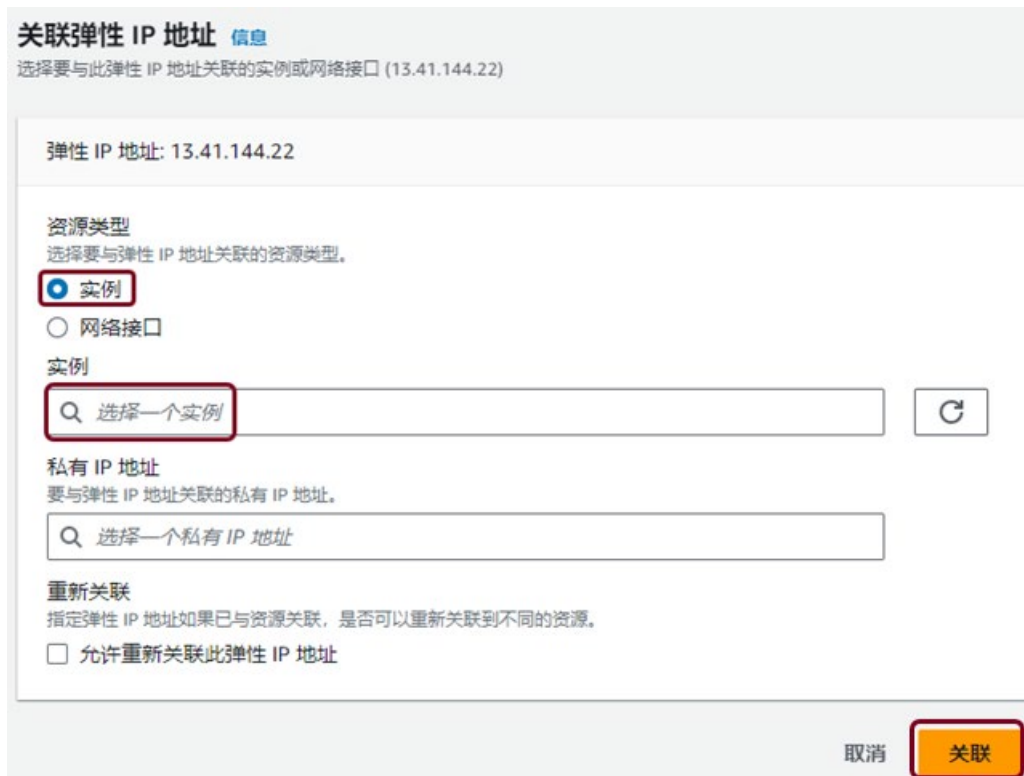 关联弹性 IP 地址 信息
选择要与此弹性 IP 地址关联的实例或网络接口 (13.41.144.22)
弹性 IP 地址: 13.41.144.22
资源类型
选择要与弹性 IP 地址关联的资源类型。
实例
网络接口
实例
选择一个实例
私有 IP 地址
要与弹性 IP 地址关联的私有 IP 地址。
选择一个私有 IP 地址
重新关联
指定弹性 IP 地址如果已与资源关联，是否可以重新关联到不同的资源。
允许重新关联此弹性 IP 地址
取消 关联